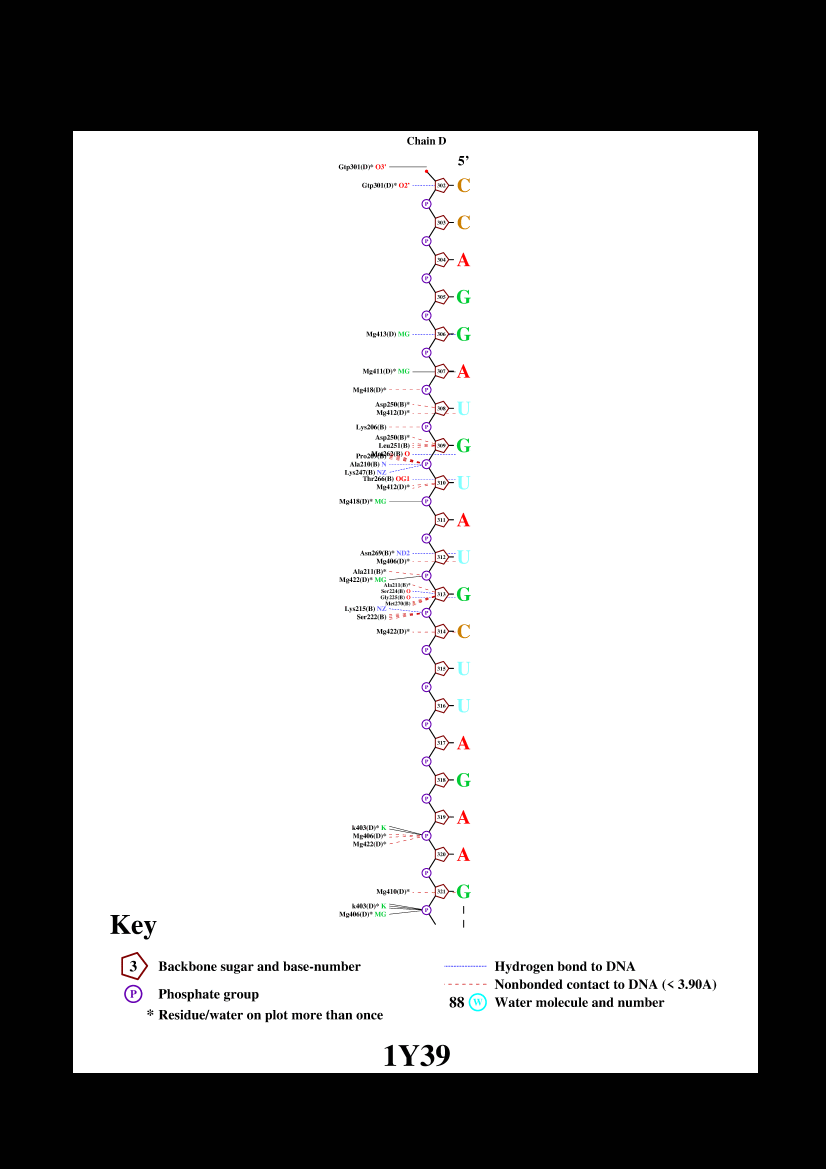 Chain D
5'
Gtp301(D)* O3'
Gtp301(D)* O2' 302 C
P
303 C
P
304 A
P
305 G
P
Mg413(D) MG 306 G
P
Mg411(D)* MG 307 A
Mg418(D)* P
Asp250(B)*
308 U
Mg412(D)*
Lys206(B) P
Asp250(B)*
Leu251(B) 309 G
Met262(B) O
Pro209(B)
Ala210(B) N P
Lys247(B) NZ
Thr266(B) OG1
310 U
Mg412(D)*
Mg418(D)* MG P
311 A
P
Asn269(B)* ND2
312 U
Mg406(D)*
Ala211(B)*
P
Mg422(D)* MG
Ala211(B)*
Ser224(B) O
313 G
Gly225(B) O
Met270(B)
Lys215(B) NZ
P
Ser222(B)
Mg422(D)* 314 C
P
315 U
P
316 U
P
317 A
P
318 G
P
319 A
k403(D)* K
Mg406(D)* P
Mg422(D)*
320 A
P
Mg410(D)* 321 G
k403(D)* K
P
Mg406(D)* MG
Key
3 Backbone sugar and base-number
P Phosphate group
* Residue/water on plot more than once
Hydrogen bond to DNA
Nonbonded contact to DNA (< 3.90A)
88 W Water molecule and number
1Y39